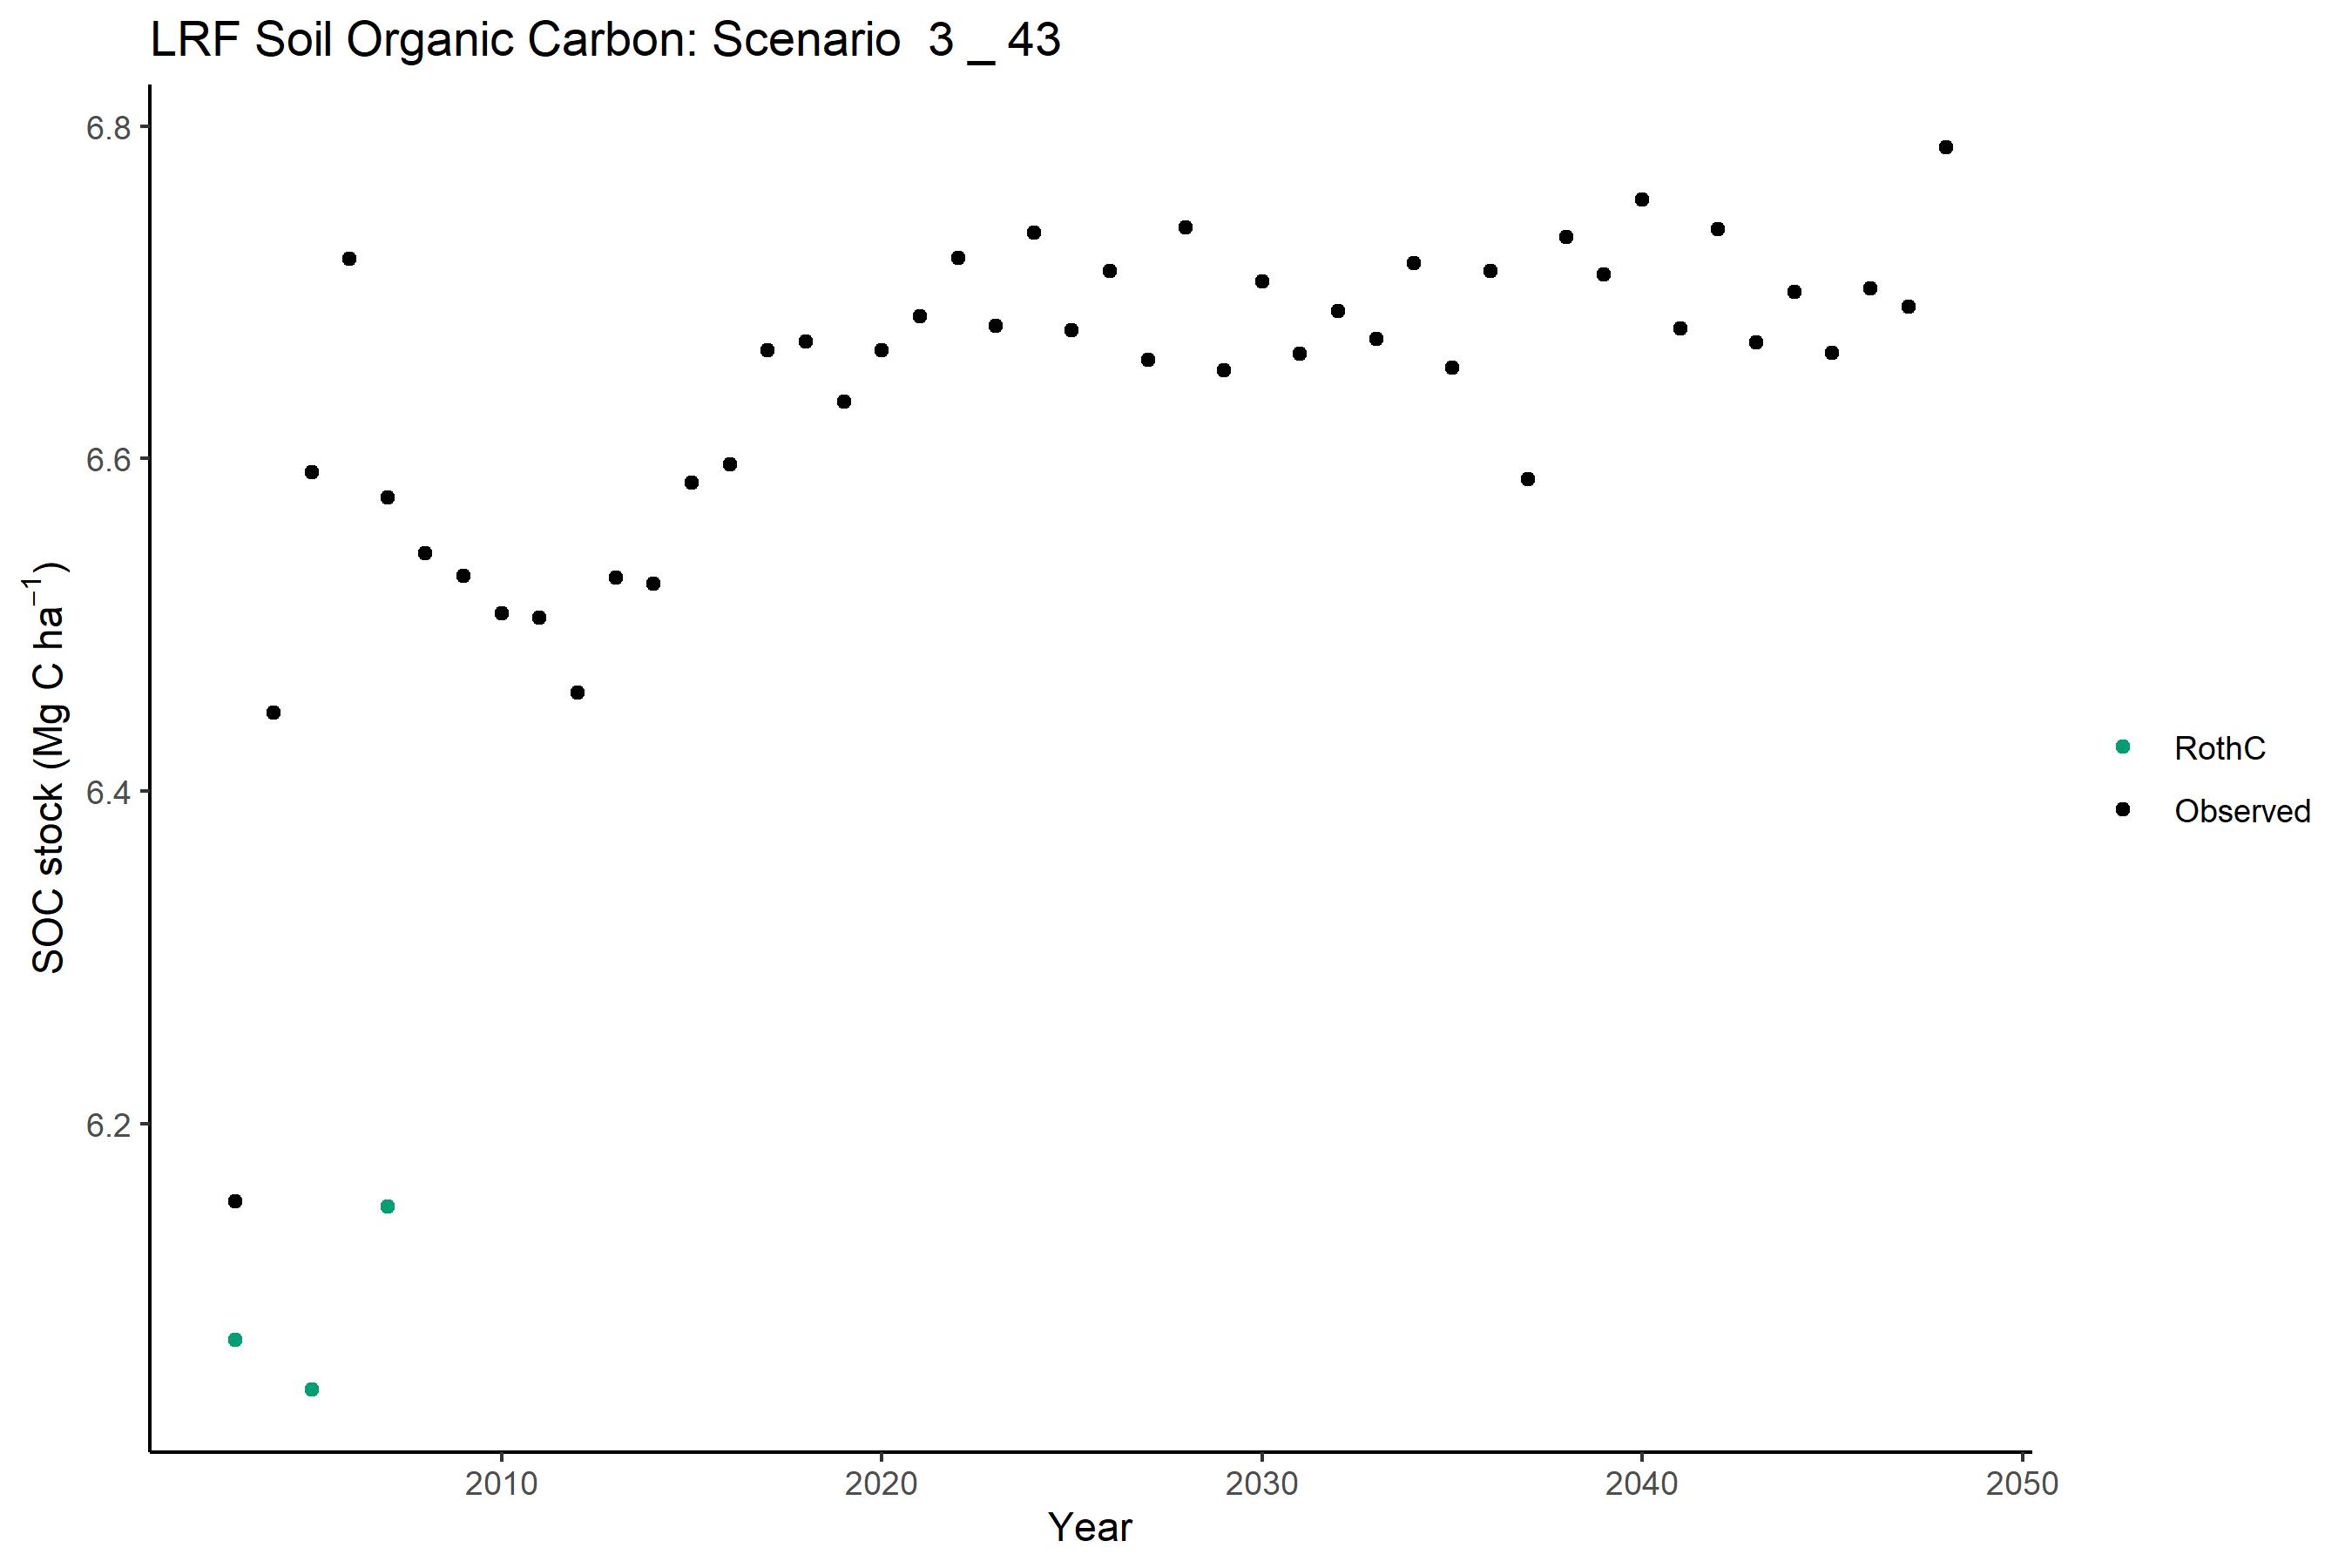 LRF Soil Organic Carbon: Scenario  3 _ 43
6.8
6.6
6.4
6.2
SOC stock (Mg C ha⁻¹)
2010 2020 2030 2040 2050
Year
RothC
Observed